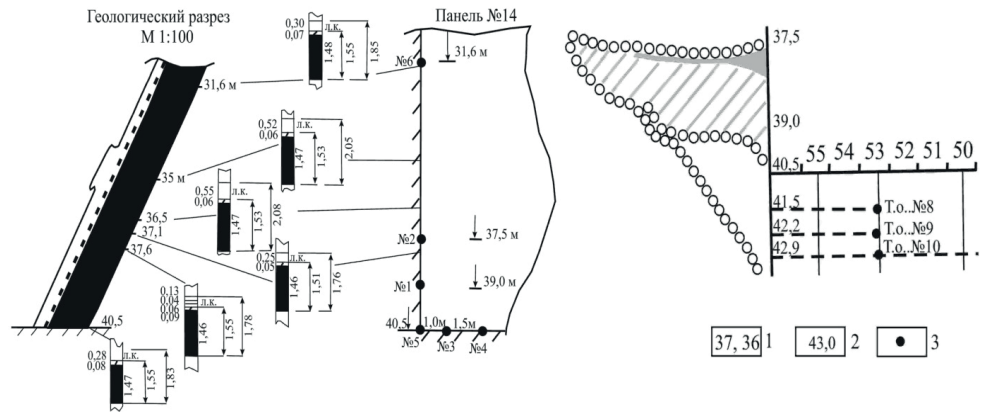 Геологический разрез
М 1:100
31,6 м
35 м
36,5
37,1
37,6
40,5
0,30
0,07
л.к.
1,48
1,55
1,85
0,52
0,06
л.к.
1,47
1,53
2,05
0,55
0,06
л.к.
1,47
1,53
2,08
0,25
0,05
л.к.
1,46
1,51
1,76
0,13
0,04
0,06
0,09
л.к.
1,46
1,55
1,78
0,28
0,08
л.к.
1,47
1,55
1,83
Панель №14
№6
31,6 м
№2
37,5 м
№1
39,0 м
40,5
1,0м
1,5м
№5
№3
№4
37,5
39,0
40,5
55 54 53 52 51 50
41,5
Т.о..№8
42,2
Т.о..№9
42,9
Т.о..№10
37, 36 1
43,0 2
3